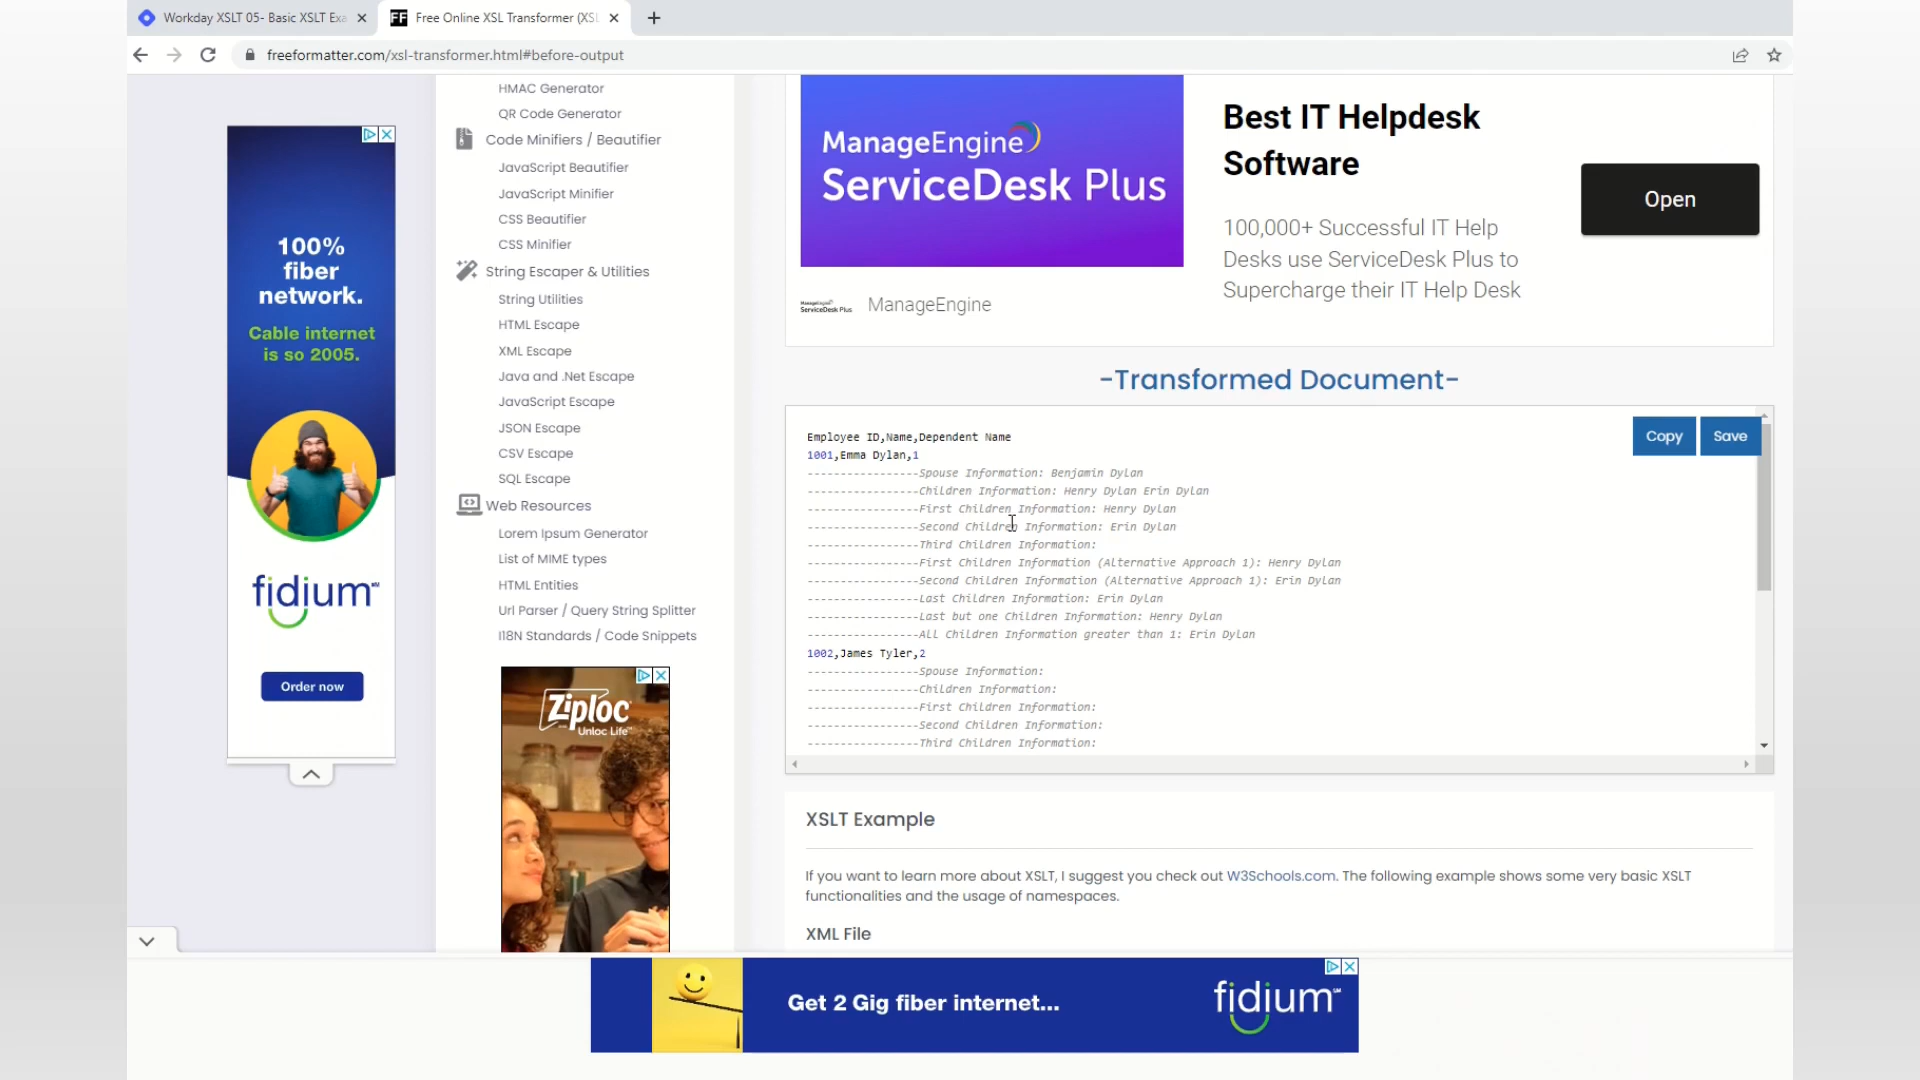 Workday XSLT 05- Basic XSLT Exa
Free Online XSL Transformer (XSL
freeformatter.com/xsl-transformer.html#before-output
100%
fiber
network.
Cable internet
is so 2005.
fidium
Order now
HMAC Generator
QR Code Generator
Code Minifiers / Beautifier
JavaScript Beautifier
JavaScript Minifier
CSS Beautifier
CSS Minifier
String Escaper & Utilities
String Utilities
HTML Escape
XML Escape
Java and .Net Escape
JavaScript Escape
JSON Escape
CSV Escape
SQL Escape
Web Resources
Lorem Ipsum Generator
List of MIME types
HTML Entities
Url Parser / Query String Splitter
I18N Standards / Code Snippets
Ziploc
Unloc Life™
ManageEngine
ServiceDesk Plus
Best IT Helpdesk
Software
100,000+ Successful IT Help
Desks use ServiceDesk Plus to
Supercharge their IT Help Desk
Open
ManageEngine
ServiceDesk Plus
ManageEngine
-Transformed Document-
Copy
Save
Employee ID,Name,Dependent Name
1001,Emma Dylan,1
-----------------Spouse Information: Benjamin Dylan
-----------------Children Information: Henry Dylan Erin Dylan
-----------------First Children Information: Henry Dylan
-----------------Second Children Information: Erin Dylan
-----------------Third Children Information:
-----------------First Children Information (Alternative Approach 1): Henry Dylan
-----------------Second Children Information (Alternative Approach 1): Erin Dylan
-----------------Last Children Information: Erin Dylan
-----------------Last but one Children Information: Henry Dylan
-----------------All Children Information greater than 1: Erin Dylan
1002,James Tyler,2
-----------------Spouse Information:
-----------------Children Information:
-----------------First Children Information:
-----------------Second Children Information:
-----------------Third Children Information:
XSLT Example
If you want to learn more about XSLT, I suggest you check out W3Schools.com. The following example shows some very basic XSLT
functionalities and the usage of namespaces.
XML File
Get 2 Gig fiber internet...
fidium